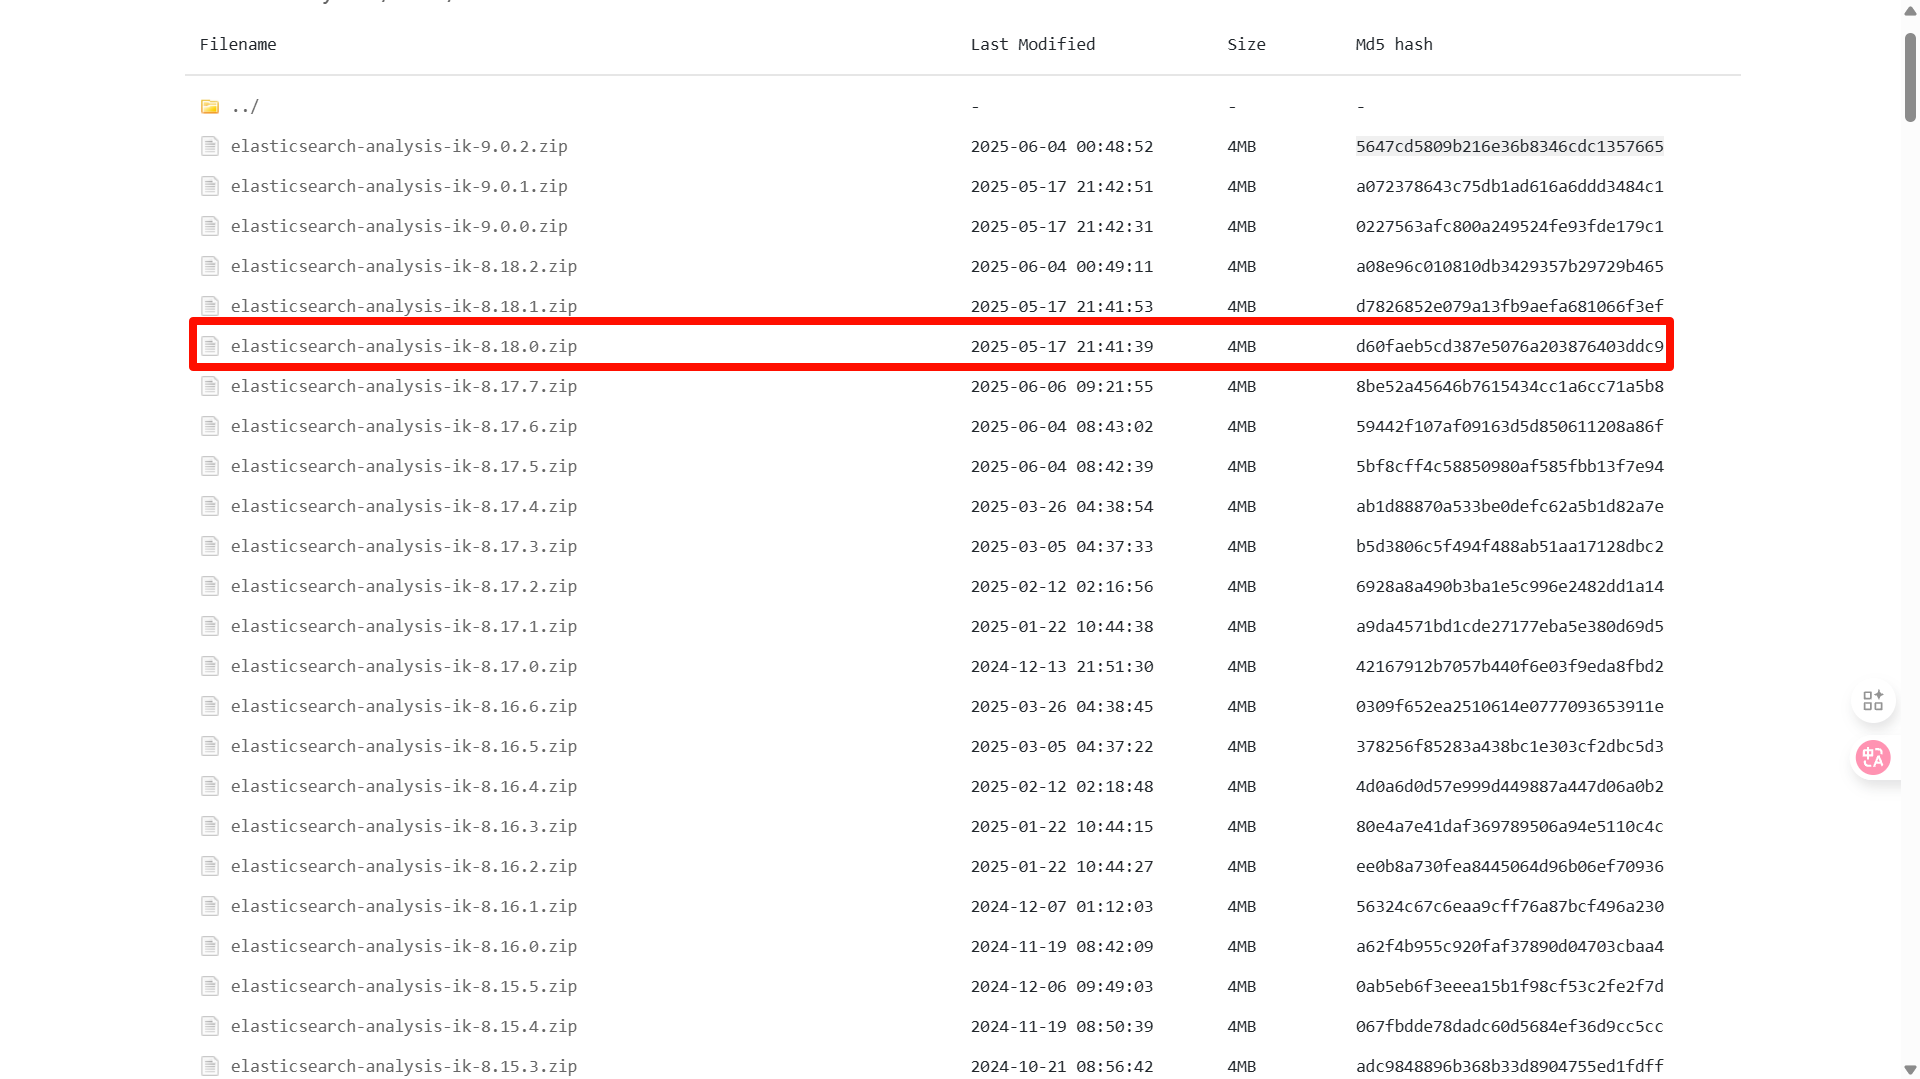 Filename Last Modified Size Md5 hash
../ - - -
elasticsearch-analysis-ik-9.0.2.zip 2025-06-04 00:48:52 4MB 5647cd5809b216e36b8346cdc1357665
elasticsearch-analysis-ik-9.0.1.zip 2025-05-17 21:42:51 4MB a072378643c75db1ad616a6ddd3484c1
elasticsearch-analysis-ik-9.0.0.zip 2025-05-17 21:42:31 4MB 0227563afc800a249524fe93fde179c1
elasticsearch-analysis-ik-8.18.2.zip 2025-06-04 00:49:11 4MB a08e96c010810db3429357b29729b465
elasticsearch-analysis-ik-8.18.1.zip 2025-05-17 21:41:53 4MB d7826852e079a13fb9aefa681066f3ef
elasticsearch-analysis-ik-8.18.0.zip 2025-05-17 21:41:39 4MB d60faeb5cd387e5076a203876403ddc9
elasticsearch-analysis-ik-8.17.7.zip 2025-06-06 09:21:55 4MB 8be52a45646b7615434cc1a6cc71a5b8
elasticsearch-analysis-ik-8.17.6.zip 2025-06-04 08:43:02 4MB 59442f107af09163d5d850611208a86f
elasticsearch-analysis-ik-8.17.5.zip 2025-06-04 08:42:39 4MB 5bf8cff4c58850980af585fbb13f7e94
elasticsearch-analysis-ik-8.17.4.zip 2025-03-26 04:38:54 4MB ab1d88870a533be0defc62a5b1d82a7e
elasticsearch-analysis-ik-8.17.3.zip 2025-03-05 04:37:33 4MB b5d3806c5f494f488ab51aa17128dbc2
elasticsearch-analysis-ik-8.17.2.zip 2025-02-12 02:16:56 4MB 6928a8a490b3ba1e5c996e2482dd1a14
elasticsearch-analysis-ik-8.17.1.zip 2025-01-22 10:44:38 4MB a9da4571bd1cde27177eba5e380d69d5
elasticsearch-analysis-ik-8.17.0.zip 2024-12-13 21:51:30 4MB 42167912b7057b440f6e03f9eda8fbd2
elasticsearch-analysis-ik-8.16.6.zip 2025-03-26 04:38:45 4MB 0309f652ea2510614e0777093653911e
elasticsearch-analysis-ik-8.16.5.zip 2025-03-05 04:37:22 4MB 378256f85283a438bc1e303cf2dbc5d3
elasticsearch-analysis-ik-8.16.4.zip 2025-02-12 02:18:48 4MB 4d0a6d0d57e999d449887a447d06a0b2
elasticsearch-analysis-ik-8.16.3.zip 2025-01-22 10:44:15 4MB 80e4a7e41daf369789506a94e5110c4c
elasticsearch-analysis-ik-8.16.2.zip 2025-01-22 10:44:27 4MB ee0b8a730fea8445064d96b06ef70936
elasticsearch-analysis-ik-8.16.1.zip 2024-12-07 01:12:03 4MB 56324c67c6eaa9cff76a87bcf496a230
elasticsearch-analysis-ik-8.16.0.zip 2024-11-19 08:42:09 4MB a62f4b955c920faf37890d04703cbaa4
elasticsearch-analysis-ik-8.15.5.zip 2024-12-06 09:49:03 4MB 0ab5eb6f3eeea15b1f98cf53c2fe2f7d
elasticsearch-analysis-ik-8.15.4.zip 2024-11-19 08:50:39 4MB 067fbdde78dadc60d5684ef36d9cc5cc
elasticsearch-analysis-ik-8.15.3.zip 2024-10-21 08:56:42 4MB adc9848896b368b33d8904755ed1fdff
中A